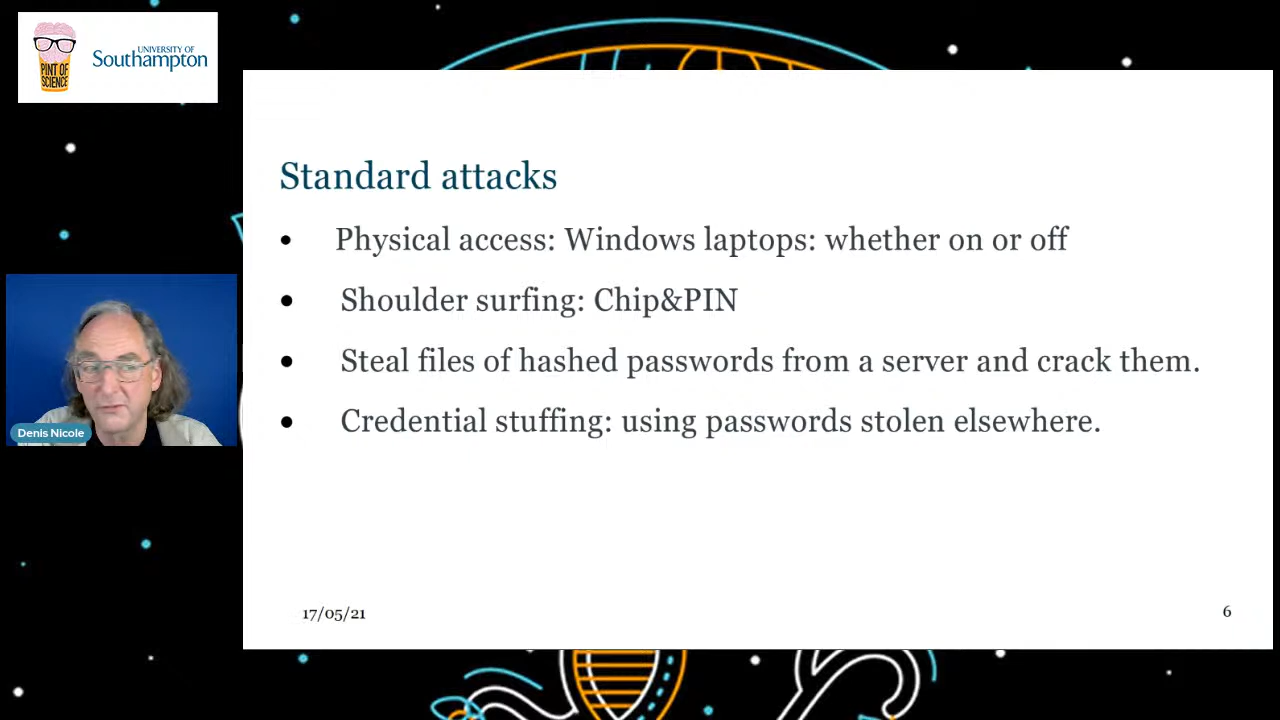 PINT OF
SCIENCE
UNIVERSITY OF
Southampton
Standard attacks
• Physical access: Windows laptops: whether on or off
• Shoulder surfing: Chip&PIN
• Steal files of hashed passwords from a server and crack them.
• Credential stuffing: using passwords stolen elsewhere.
Denis Nicole
17/05/21
6